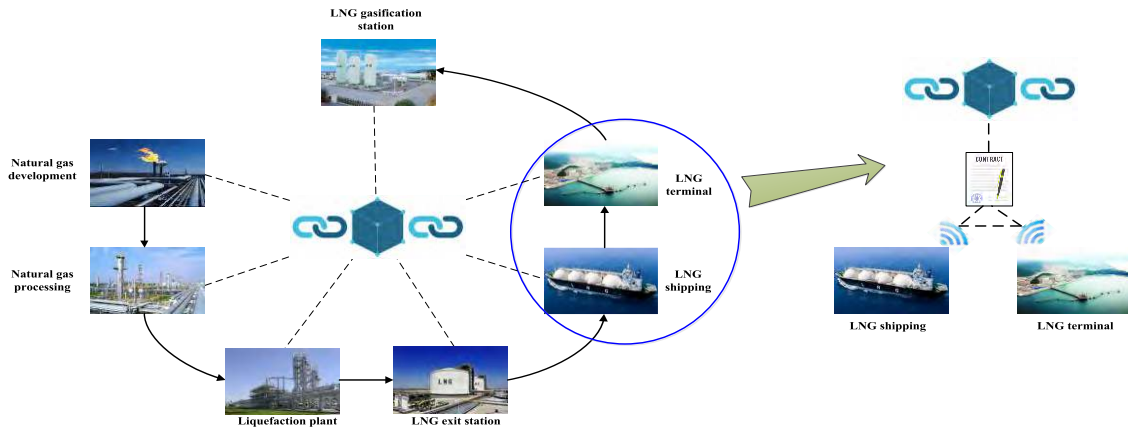 LNG gasification
station
Natural gas
development
LNG
terminal
CONTRACT
Natural gas
processing
LNG
shipping
LNG shipping
LNG terminal
LNG
Liquefaction plant
LNG exit station